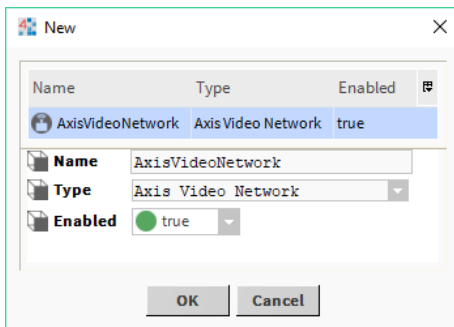 New
Name Type Enabled
AxisVideoNetwork Axis Video Network true
Name AxisVideoNetwork
Type Axis Video Network
Enabled true
OK Cancel